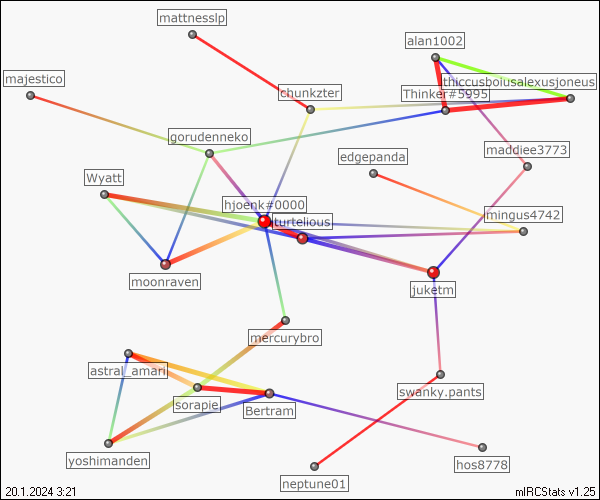 mattnesslp
alan1002
majestico
thiccusboiusalexusjoneus
chunkzter
Thinker#5995
gorudenneko
edgepanda
maddiee3773
Wyatt
hjoenk#0000
mingus4742
turtelious
moonraven
juketm
mercurybro
astral_amari
swanky.pants
sorapie
Bertram
yoshimanden
hos8778
neptune01
20.1.2024 3:21
mIRCStats v1.25